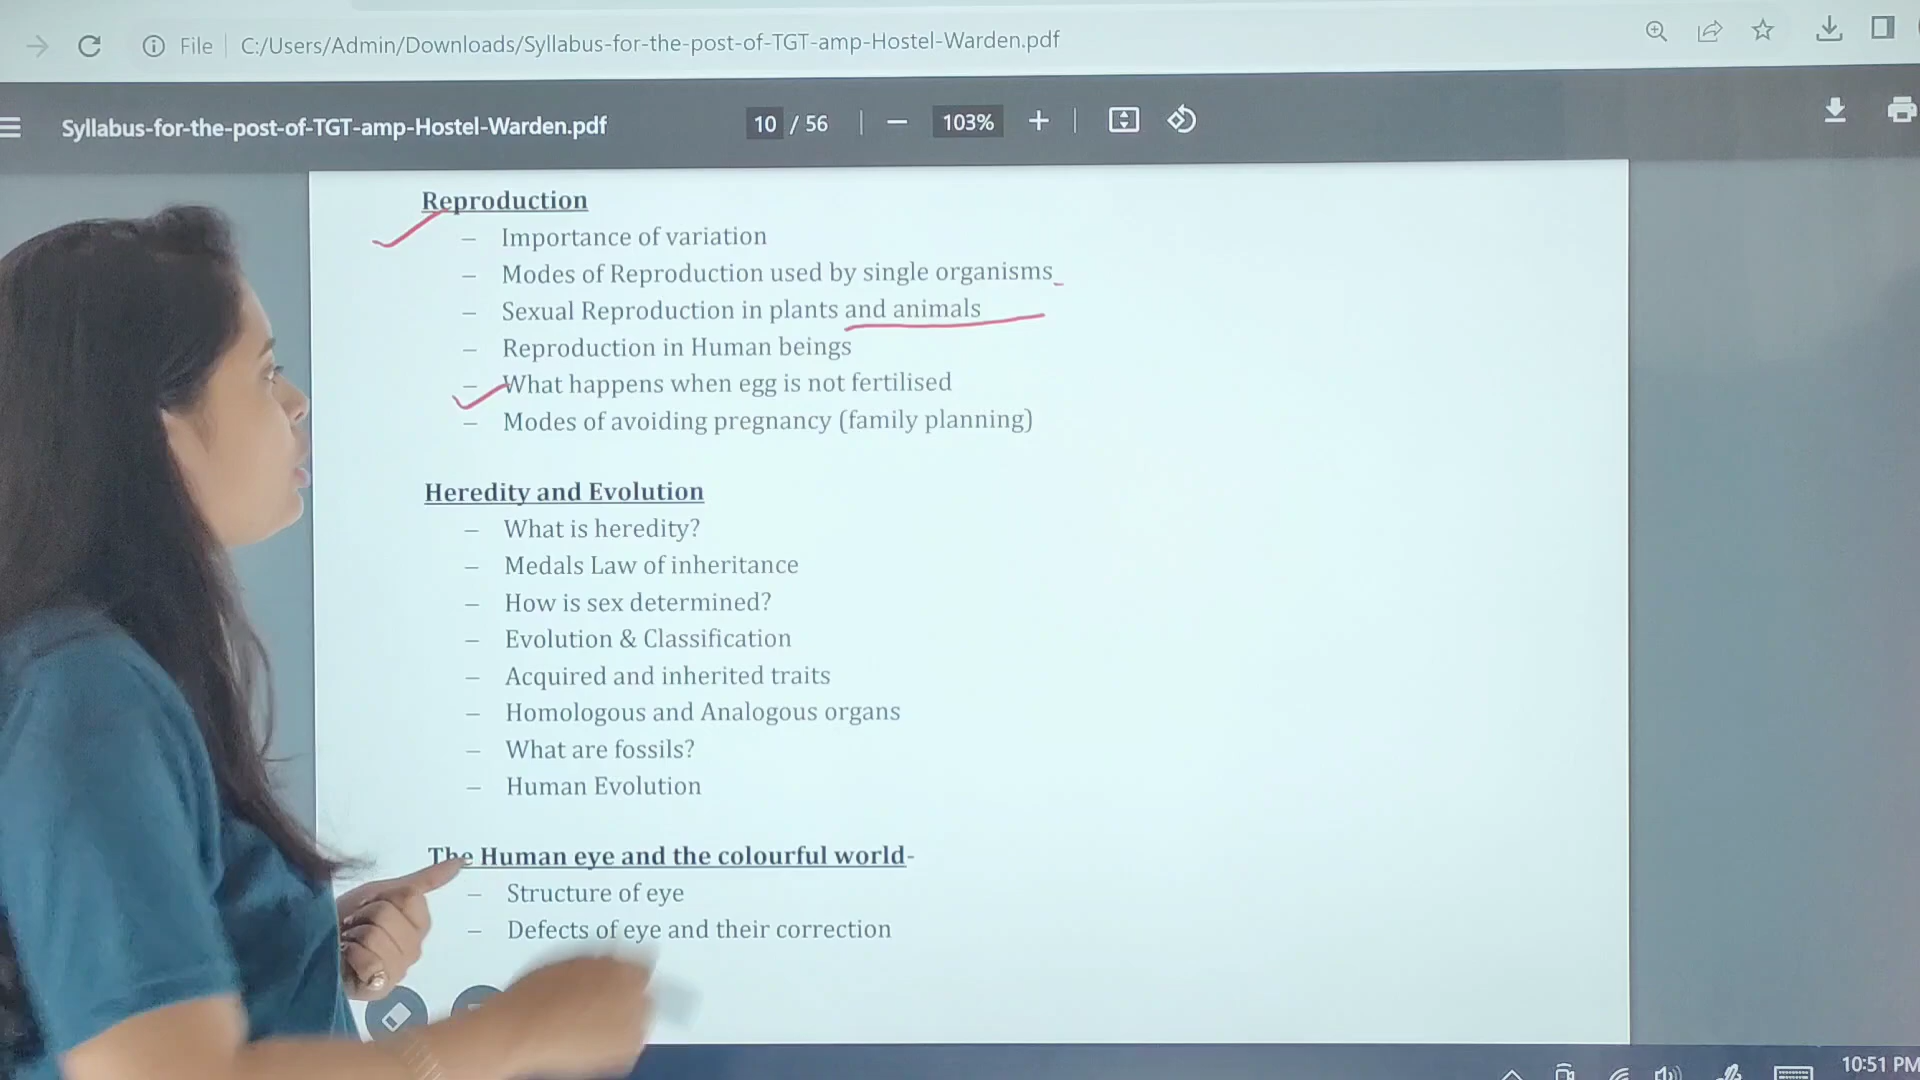 File C:/Users/Admin/Downloads/Syllabus-for-the-post-of-TGT-amp-Hostel-Warden.pdf
Syllabus-for-the-post-of-TGT-amp-Hostel-Warden.pdf 10 / 56 103%
Reproduction
– Importance of variation
– Modes of Reproduction used by single organisms
– Sexual Reproduction in plants and animals
– Reproduction in Human beings
– What happens when egg is not fertilised
– Modes of avoiding pregnancy (family planning)
Heredity and Evolution
– What is heredity?
– Medals Law of inheritance
– How is sex determined?
– Evolution & Classification
– Acquired and inherited traits
– Homologous and Analogous organs
– What are fossils?
– Human Evolution
The Human eye and the colourful world-
– Structure of eye
– Defects of eye and their correction
10:51 PM